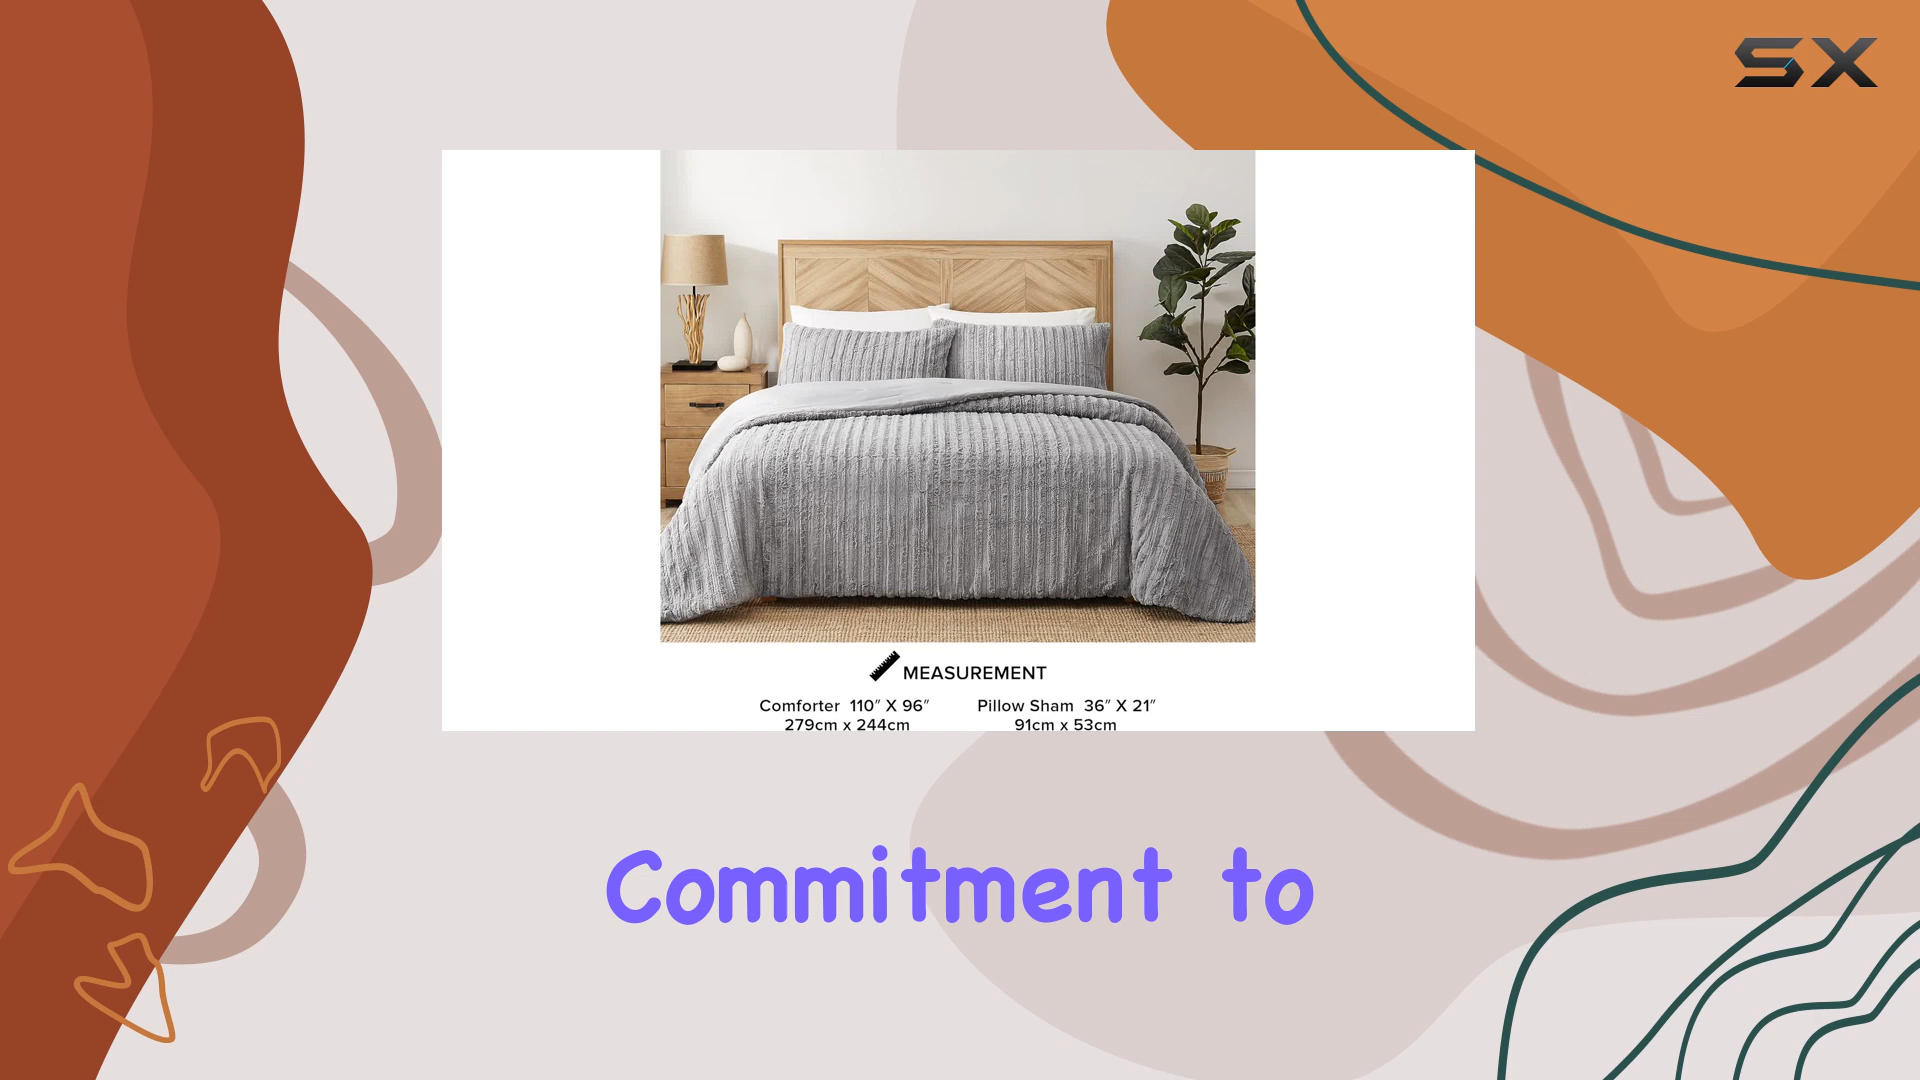 SX
MEASUREMENT
Comforter 110″ X 96″ Pillow Sham 36″ X 21″
279cm x 244cm 91cm x 53cm
Commitment to